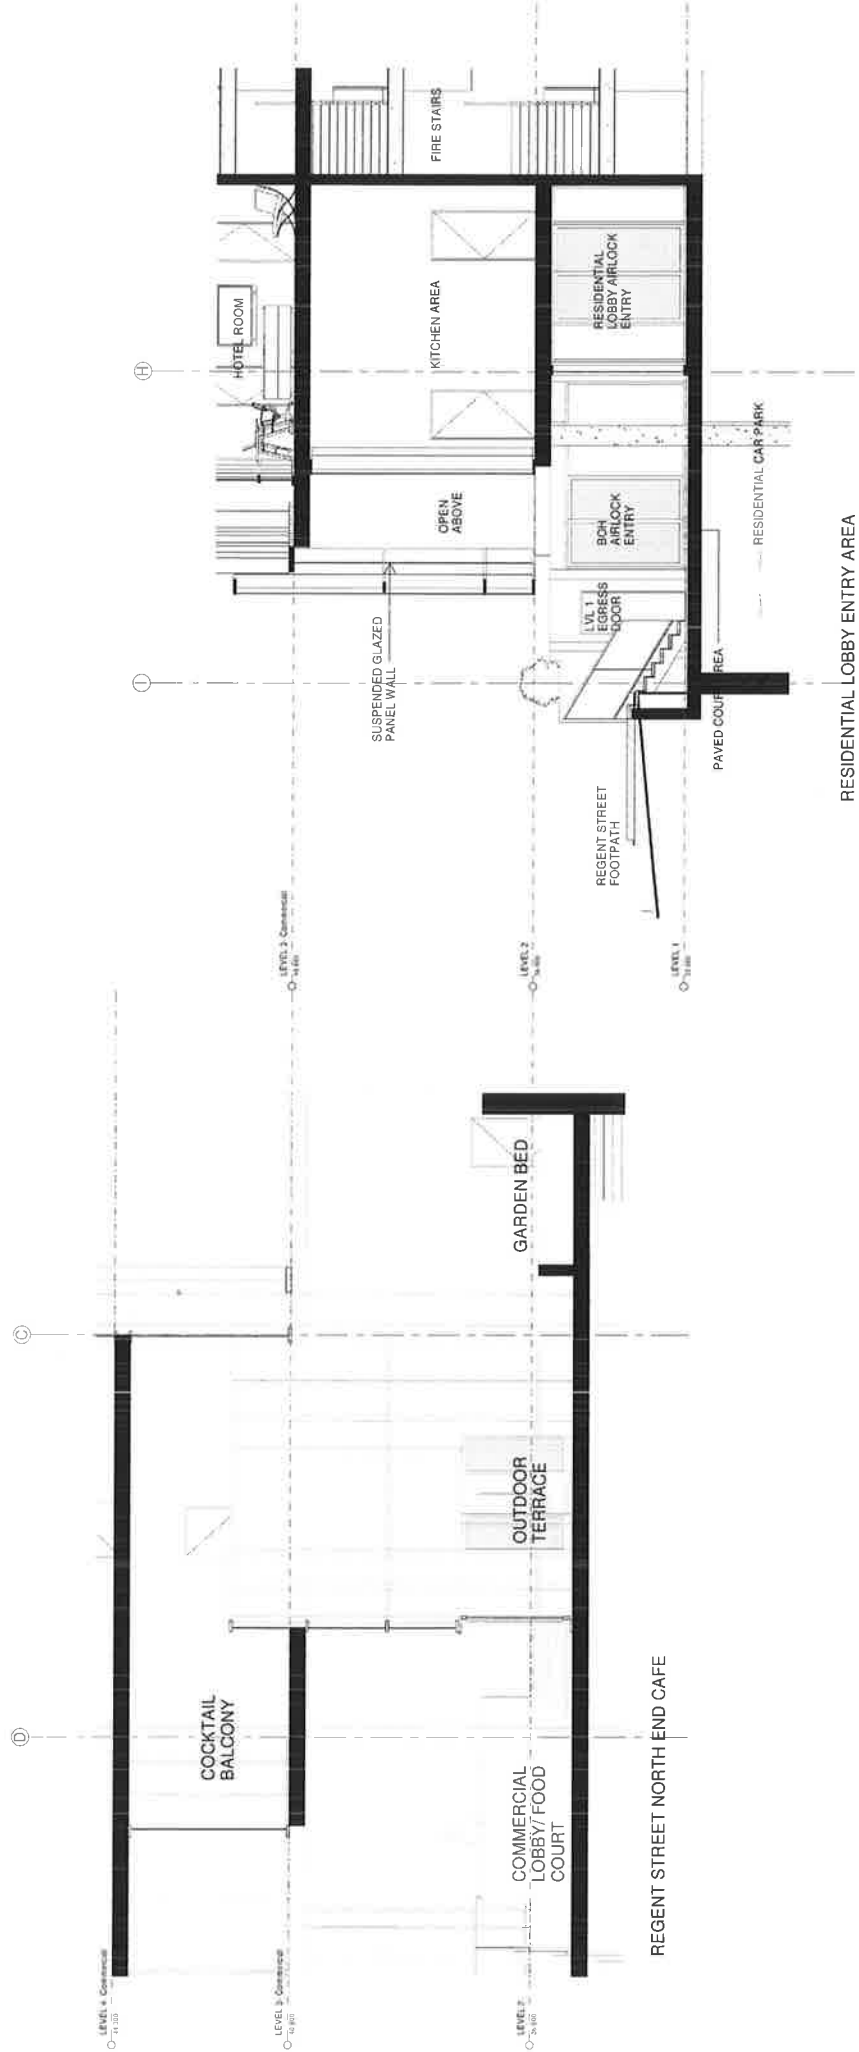 D
C
LEVEL 4 Commercial
LEVEL 3 Commercial
LEVEL 2
COCKTAIL
BALCONY
COMMERCIAL
LOBBY/ FOOD
COURT
OUTDOOR
TERRACE
GARDEN BED
REGENT STREET NORTH END CAFE
I
H
LEVEL 3 Commercial
LEVEL 2
LEVEL 1
SUSPENDED GLAZED
PANEL WALL
HOTEL ROOM
OPEN
ABOVE
KITCHEN AREA
FIRE STAIRS
REGENT STREET
FOOTPATH
LVL 1
EGRESS
DOOR
BOH
AIRLOCK
ENTRY
RESIDENTIAL
LOBBY AIRLOCK
ENTRY
RESIDENTIAL CAR PARK
RESIDENTIAL LOBBY ENTRY AREA